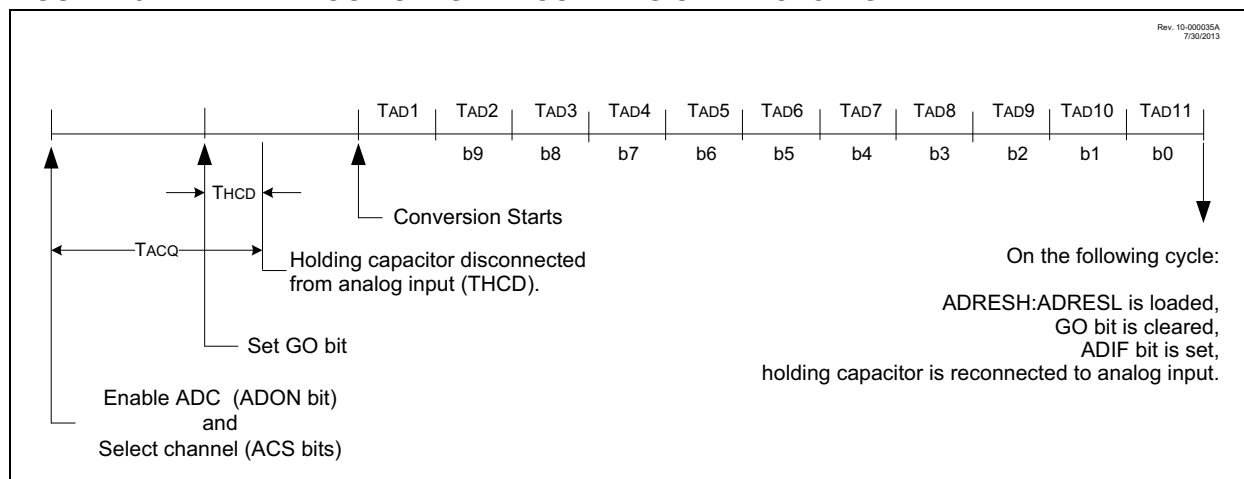 Rev. 10-000035A
7/30/2013
TAD1 TAD2 TAD3 TAD4 TAD5 TAD6 TAD7 TAD8 TAD9 TAD10 TAD11
b9 b8 b7 b6 b5 b4 b3 b2 b1 b0
THCD
Conversion Starts
TACQ
Holding capacitor disconnected
from analog input (THCD).
On the following cycle:
ADRESH:ADRESL is loaded,
GO bit is cleared,
ADIF bit is set,
holding capacitor is reconnected to analog input.
Set GO bit
Enable ADC (ADON bit)
and
Select channel (ACS bits)